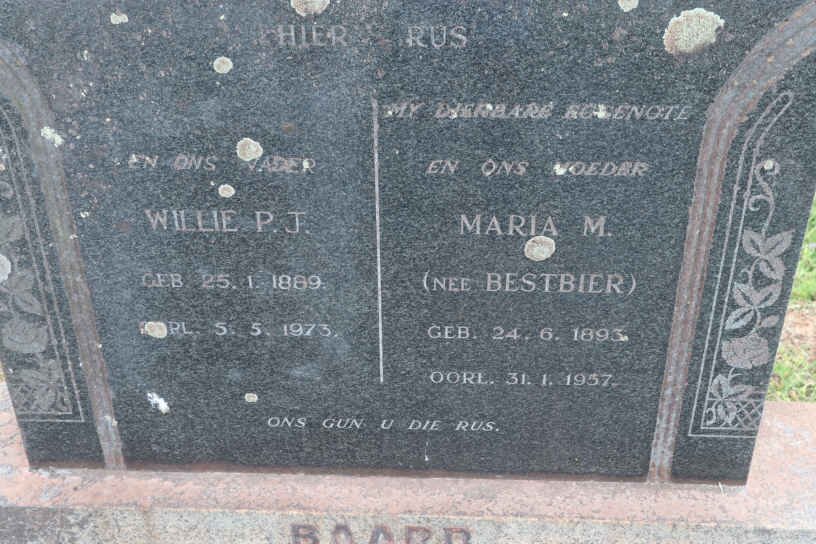 HIER RUS
EN ONS VADER
WILLIE P. J.
GEB. 25. 1. 1889.
OORL. 5. 5. 1973.
MY DIERBARE EGGENOTE
EN ONS MOEDER
MARIA M.
(NEE BESTBIER)
GEB. 24. 6. 1893.
OORL. 31. 1. 1957.
ONS GUN U DIE RUS.
BAARD